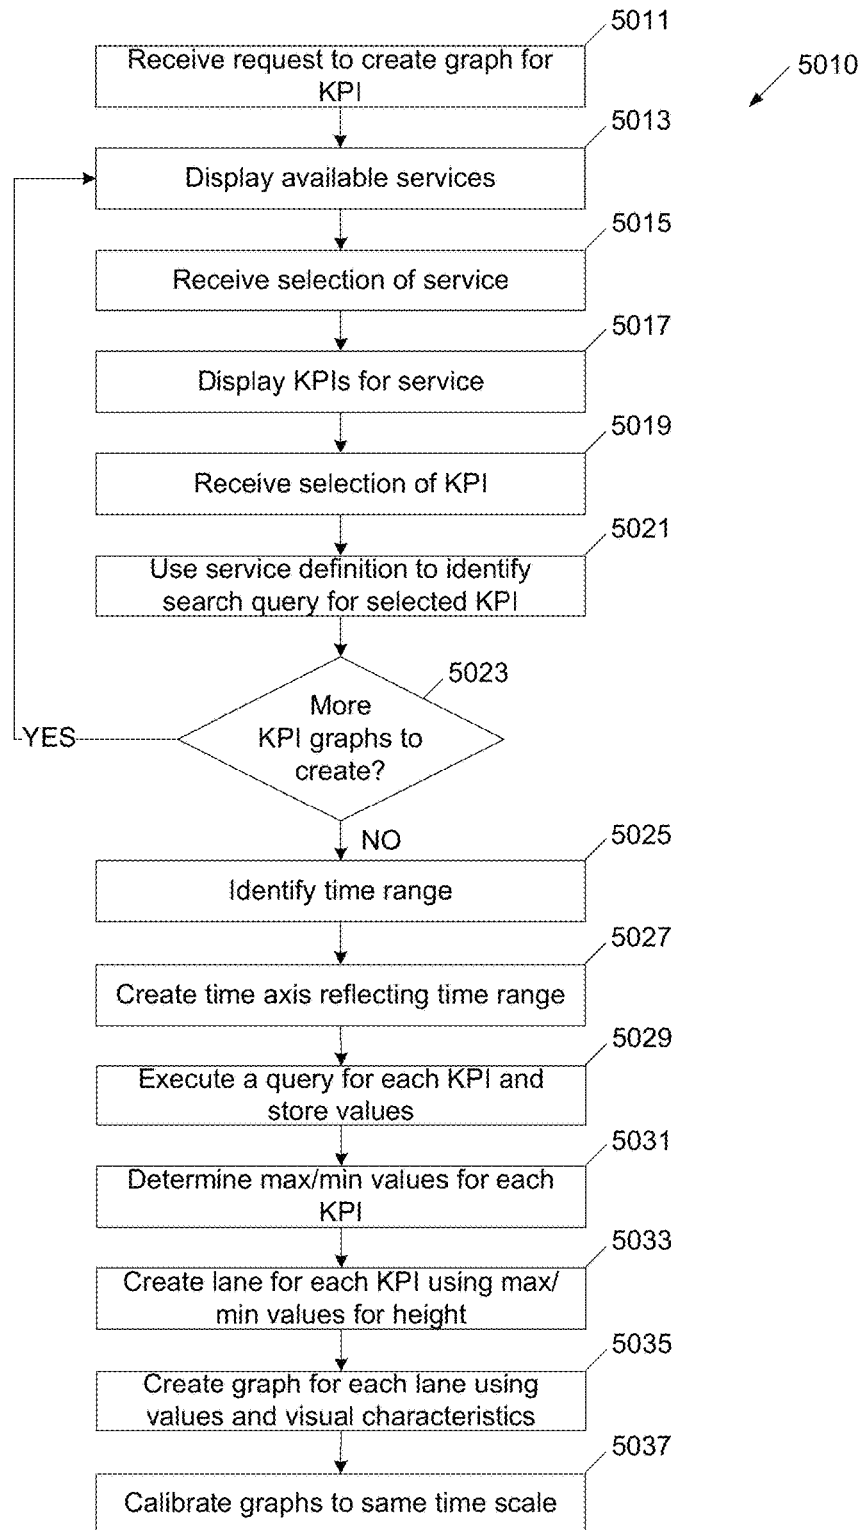 5011
Receive request to create graph for
KPI
5010
5013
Display available services
5015
Receive selection of service
5017
Display KPIs for service
5019
Receive selection of KPI
5021
Use service definition to identify
search query for selected KPI
5023
More
KPI graphs to
create?
YES
NO
5025
Identify time range
5027
Create time axis reflecting time range
5029
Execute a query for each KPI and
store values
5031
Determine max/min values for each
KPI
5033
Create lane for each KPI using max/
min values for height
5035
Create graph for each lane using
values and visual characteristics
5037
Calibrate graphs to same time scale